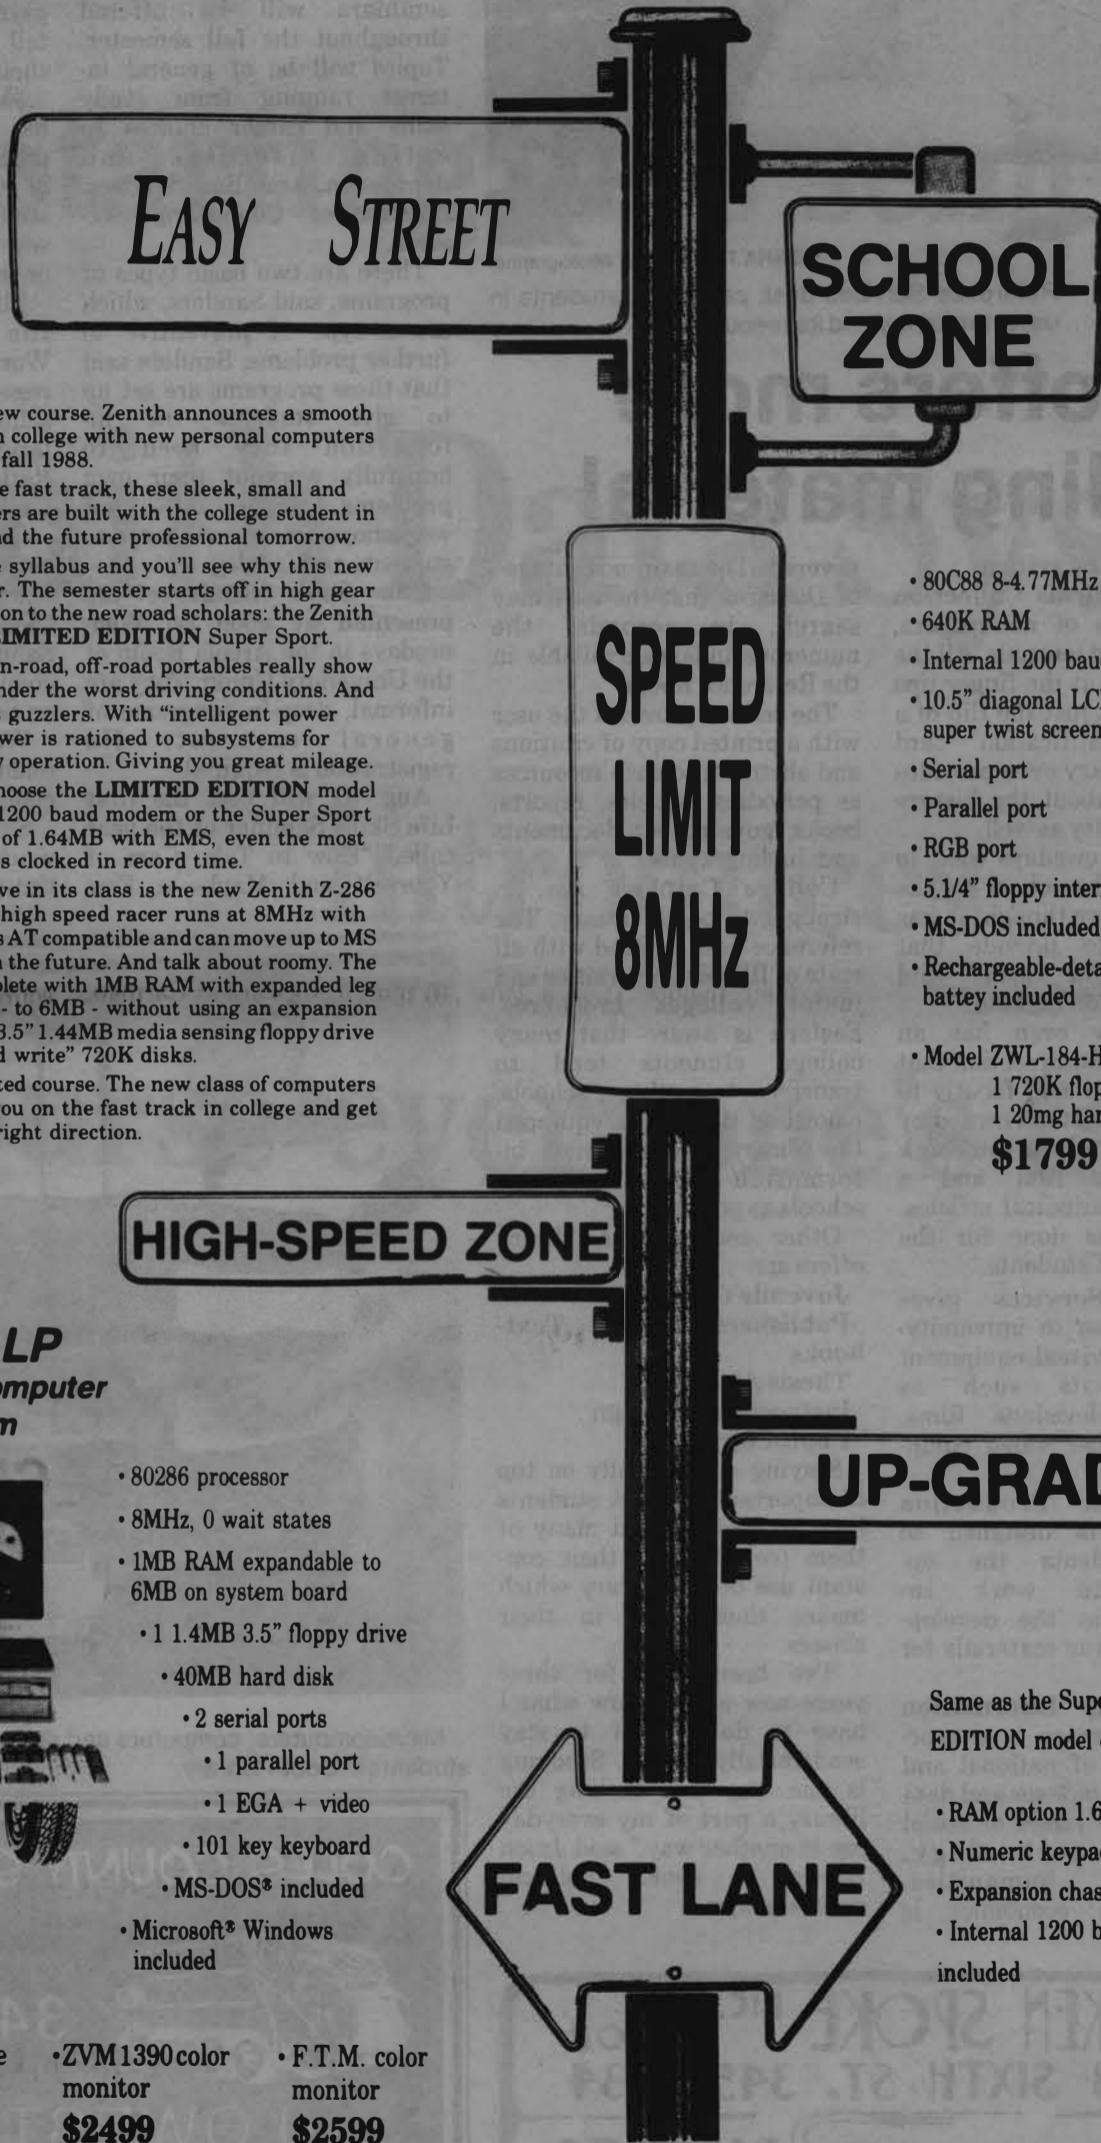 EASY STREET
SCHOOL
ZONE
ew course. Zenith announces a smooth
n college with new personal computers
fall 1988.
e fast track, these sleek, small and
ers are built with the college student in
nd the future professional tomorrow.
e syllabus and you'll see why this new
r. The semester starts off in high gear
ion to the new road scholars: the Zenith
LIMITED EDITION Super Sport.
n-road, off-road portables really show
nder the worst driving conditions. And
s guzzlers. With “intelligent power
wer is rationed to subsystems for
y operation. Giving you great mileage.
hoose the LIMITED EDITION model
1200 baud modem or the Super Sport
of 1.64MB with EMS, even the most
s clocked in record time.
ve in its class is the new Zenith Z-286
high speed racer runs at 8MHz with
s AT compatible and can move up to MS
n the future. And talk about roomy. The
plete with 1MB RAM with expanded leg
- to 6MB - without using an expansion
3.5” 1.44MB media sensing floppy drive
d write” 720K disks.
ted course. The new class of computers
you on the fast track in college and get
right direction.
SPEED
LIMIT
8MHz
• 80C88 8-4.77MHz
• 640K RAM
• Internal 1200 bau
• 10.5” diagonal LC
super twist screen
• Serial port
• Parallel port
• RGB port
• 5.1/4” floppy inter
• MS-DOS included
• Rechargeable-deta
battey included
• Model ZWL-184-H
1 720K flop
1 20mg har
$1799
HIGH-SPEED ZONE
LP
omputer
m
• 80286 processor
• 8MHz, 0 wait states
• 1MB RAM expandable to
6MB on system board
• 1 1.4MB 3.5” floppy drive
• 40MB hard disk
• 2 serial ports
• 1 parallel port
• 1 EGA + video
• 101 key keyboard
• MS-DOS® included
• Microsoft® Windows
included
UP-GRAD
Same as the Supe
EDITION model
• RAM option 1.6
• Numeric keypa
• Expansion chas
• Internal 1200 b
included
FAST LANE
e •ZVM1390 color • F.T.M. color
monitor monitor
$2499 $2599